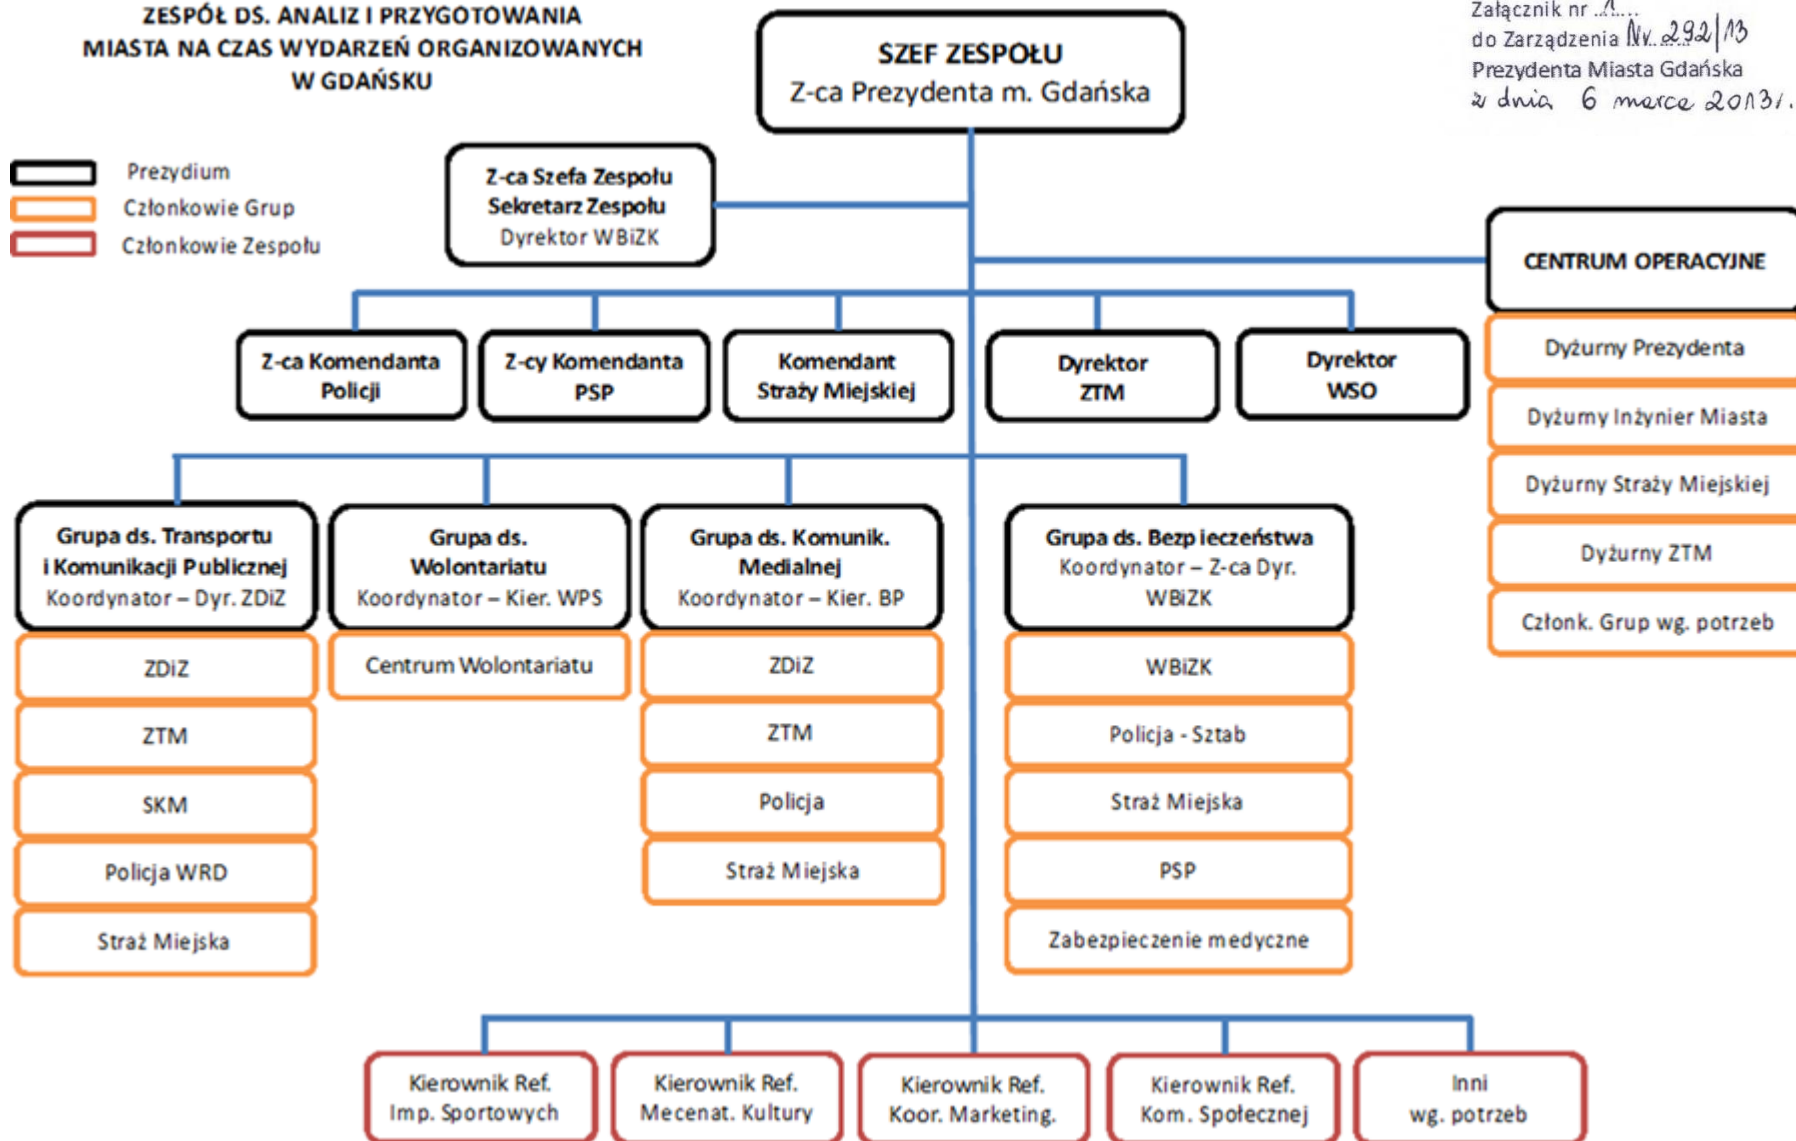 ZESPÓŁ DS. ANALIZ I PRZYGOTOWANIA
MIASTA NA CZAS WYDARZEŃ ORGANIZOWANYCH
W GDAŃSKU
SZEF ZESPOŁU
Z-ca Prezydenta m. Gdańska
Załącznik nr ..1....
do Zarządzenia Nr. 292/13
Prezydenta Miasta Gdańska
z dnia 6 marca 2013r.
Prezydium
Członkowie Grup
Członkowie Zespołu
Z-ca Szefa Zespołu
Sekretarz Zespołu
Dyrektor WBiZK
CENTRUM OPERACYJNE
Dyżurny Prezydenta
Dyżurny Inżynier Miasta
Dyżurny Straży Miejskiej
Dyżurny ZTM
Członk. Grup wg. potrzeb
Z-ca Komendanta
Policji
Z-cy Komendanta
PSP
Komendant
Straży Miejskiej
Dyrektor
ZTM
Dyrektor
WSO
Grupa ds. Transportu
i Komunikacji Publicznej
Koordynator – Dyr. ZDiZ
ZDiZ
ZTM
SKM
Policja WRD
Straż Miejska
Grupa ds.
Wolontariatu
Koordynator – Kier. WPS
Centrum Wolontariatu
Grupa ds. Komunik.
Medialnej
Koordynator – Kier. BP
ZDiZ
ZTM
Policja
Straż Miejska
Grupa ds. Bezpieczeństwa
Koordynator – Z-ca Dyr.
WBiZK
WBiZK
Policja - Sztab
Straż Miejska
PSP
Zabezpieczenie medyczne
Kierownik Ref.
Imp. Sportowych
Kierownik Ref.
Mecenat. Kultury
Kierownik Ref.
Koor. Marketing.
Kierownik Ref.
Kom. Społecznej
Inni
wg. potrzeb